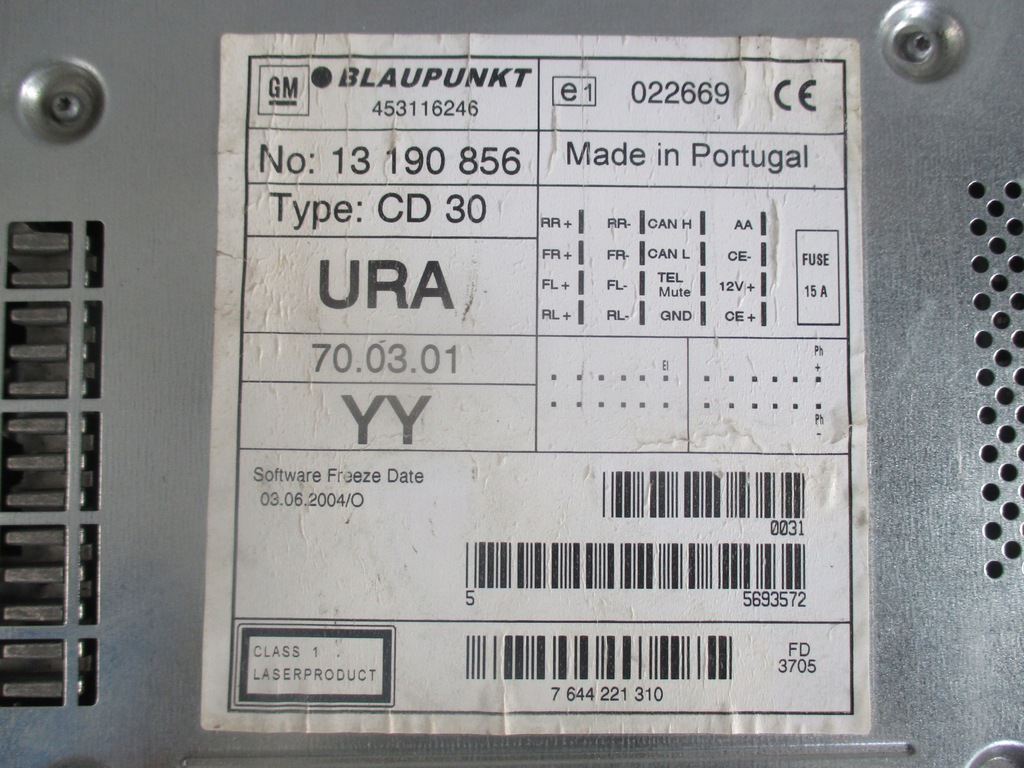 GM BLAUPUNKT
453116246
e1 022669 CE
No: 13 190 856
Made in Portugal
Type: CD 30
URA
70.03.01
YY
RR + RR- CAN H AA
FR + FR- CAN L CE-
FL + FL- TEL Mute 12V +
RL + RL- GND CE +
FUSE
15 A
El
Ph
+
Ph
-
Software Freeze Date
03.06.2004/O
0031
5 5693572
CLASS 1
LASERPRODUCT
7 644 221 310
FD
3705